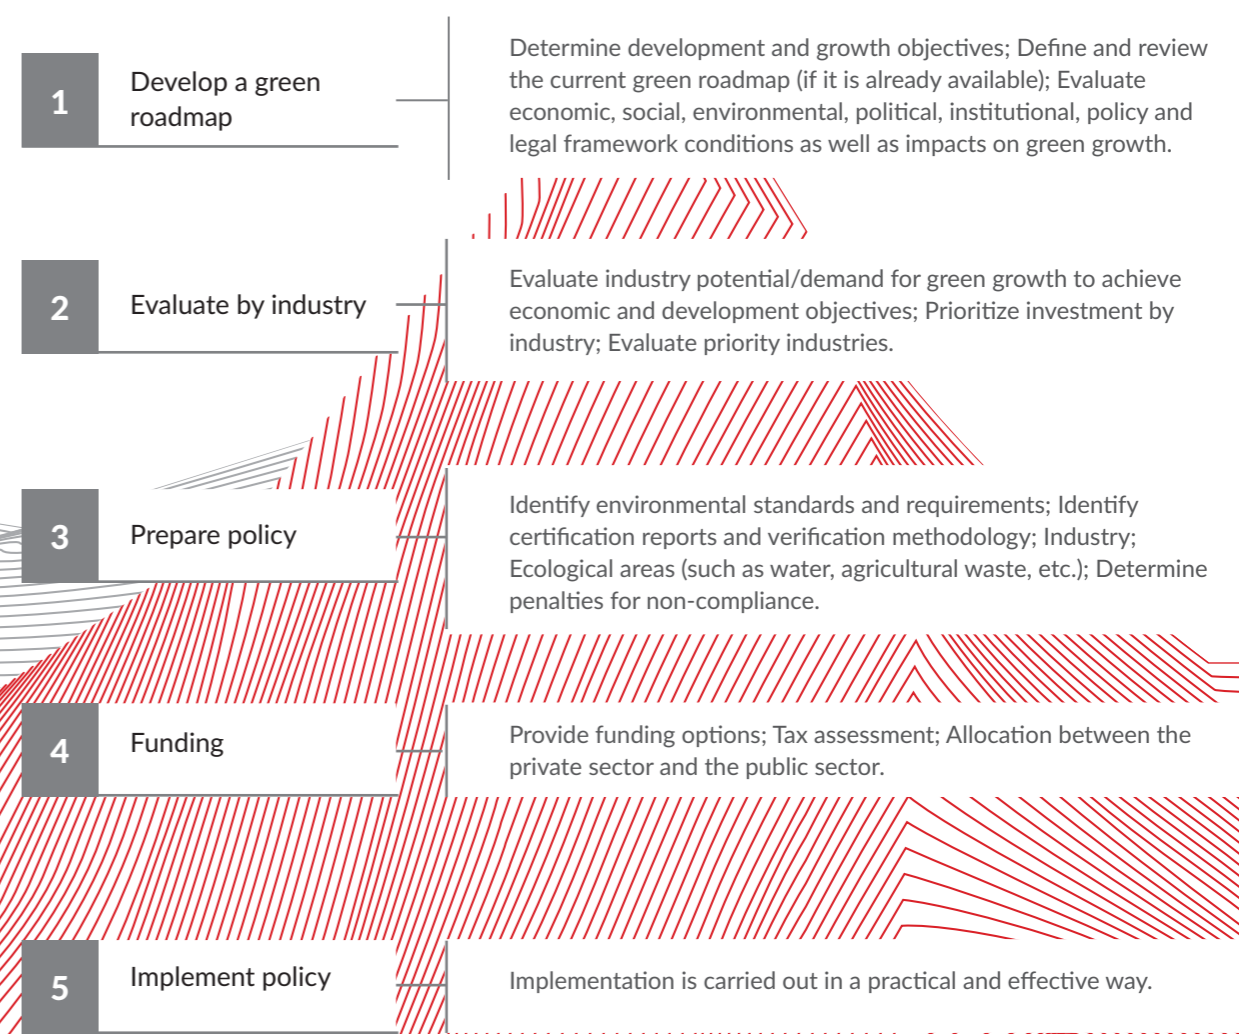 1
Develop a green
roadmap
Determine development and growth objectives; Define and review
the current green roadmap (if it is already available); Evaluate
economic, social, environmental, political, institutional, policy and
legal framework conditions as well as impacts on green growth.
2
Evaluate by industry
Evaluate industry potential/demand for green growth to achieve
economic and development objectives; Prioritize investment by
industry; Evaluate priority industries.
3
Prepare policy
Identify environmental standards and requirements; Identify
certification reports and verification methodology; Industry;
Ecological areas (such as water, agricultural waste, etc.); Determine
penalties for non-compliance.
4
Funding
Provide funding options; Tax assessment; Allocation between the
private sector and the public sector.
5
Implement policy
Implementation is carried out in a practical and effective way.